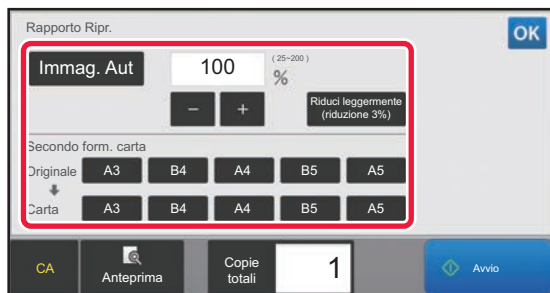 Rapporto Ripr.
OK
Immag. Aut
100
(25~200)
%
−
+
Riduci leggermente
(riduzione 3%)
Secondo form. carta
Originale
A3
B4
A4
B5
A5
Carta
A3
B4
A4
B5
A5
CA
Anteprima
Copie
totali
1
Avvio